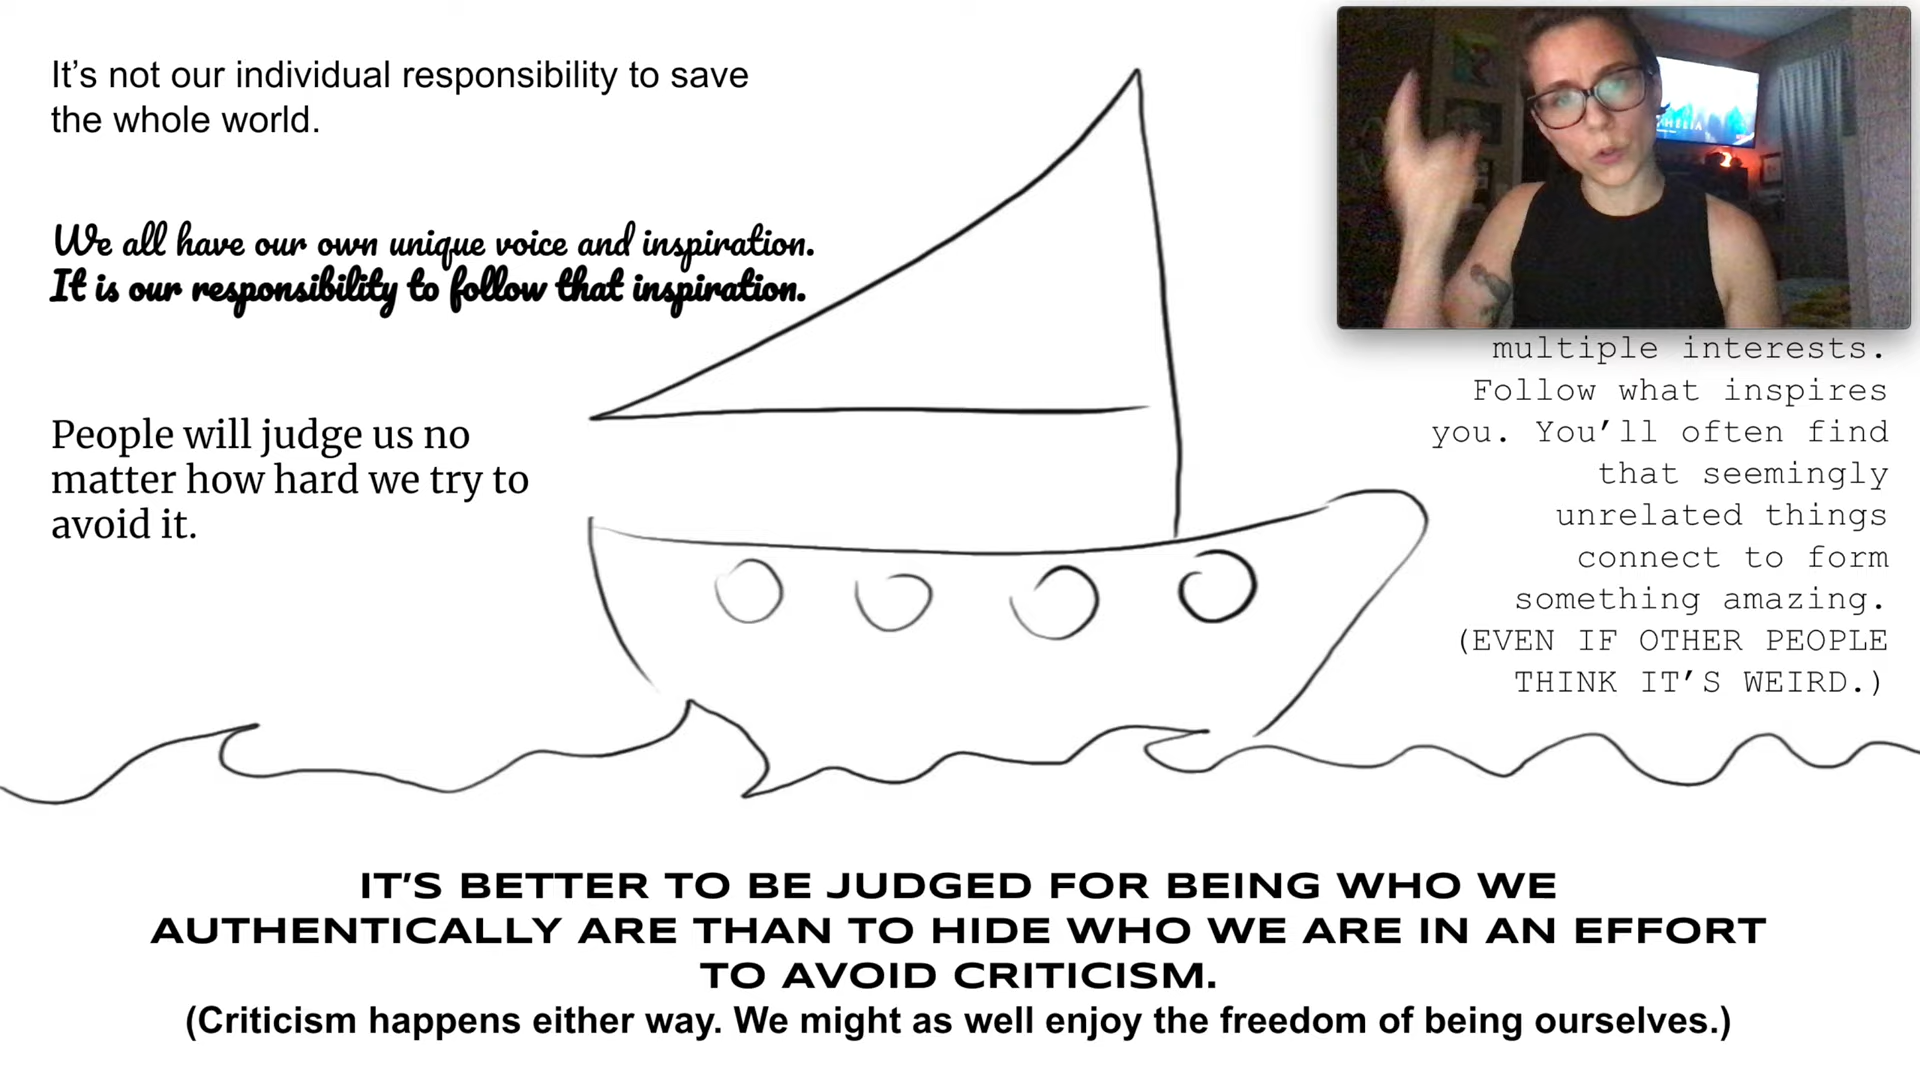 It’s not our individual responsibility to save
the whole world.
We all have our own unique voice and inspiration.
It is our responsibility to follow that inspiration.
People will judge us no
matter how hard we try to
avoid it.
multiple interests.
Follow what inspires
you. You’ll often find
that seemingly
unrelated things
connect to form
something amazing.
(EVEN IF OTHER PEOPLE
THINK IT’S WEIRD.)
IT’S BETTER TO BE JUDGED FOR BEING WHO WE
AUTHENTICALLY ARE THAN TO HIDE WHO WE ARE IN AN EFFORT
TO AVOID CRITICISM.
(Criticism happens either way. We might as well enjoy the freedom of being ourselves.)